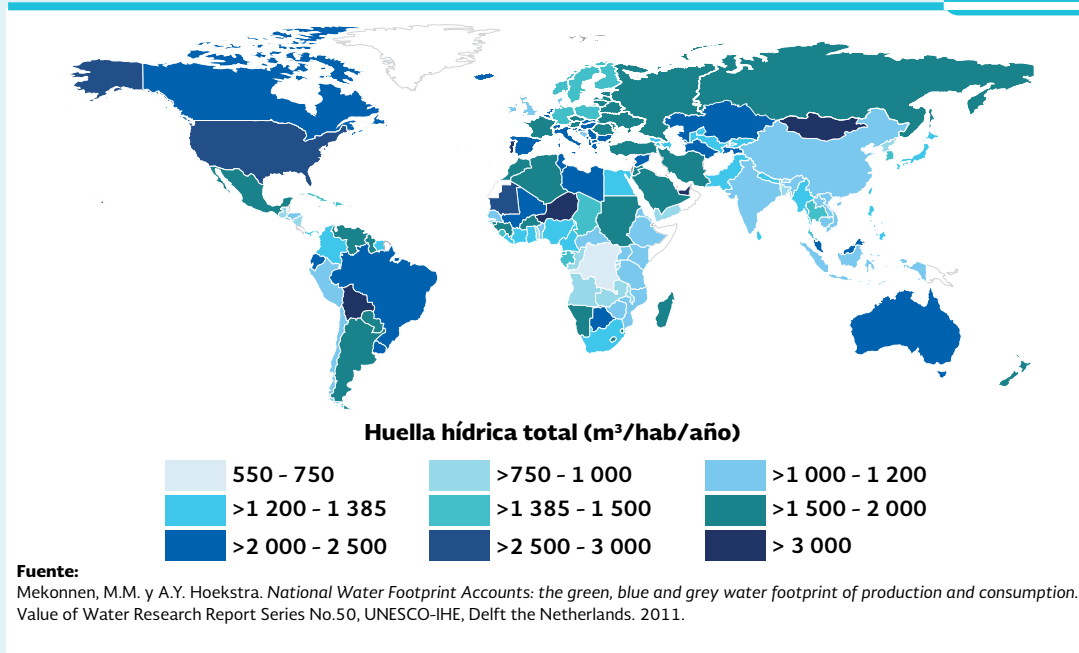 Huella hídrica total (m³/hab/año)
550 - 750
>750 - 1 000
>1 000 - 1 200
>1 200 - 1 385
>1 385 - 1 500
>1 500 - 2 000
>2 000 - 2 500
>2 500 - 3 000
> 3 000
Fuente:
Mekonnen, M.M. y A.Y. Hoekstra. National Water Footprint Accounts: the green, blue and grey water footprint of production and consumption.
Value of Water Research Report Series No.50, UNESCO-IHE, Delft the Netherlands. 2011.